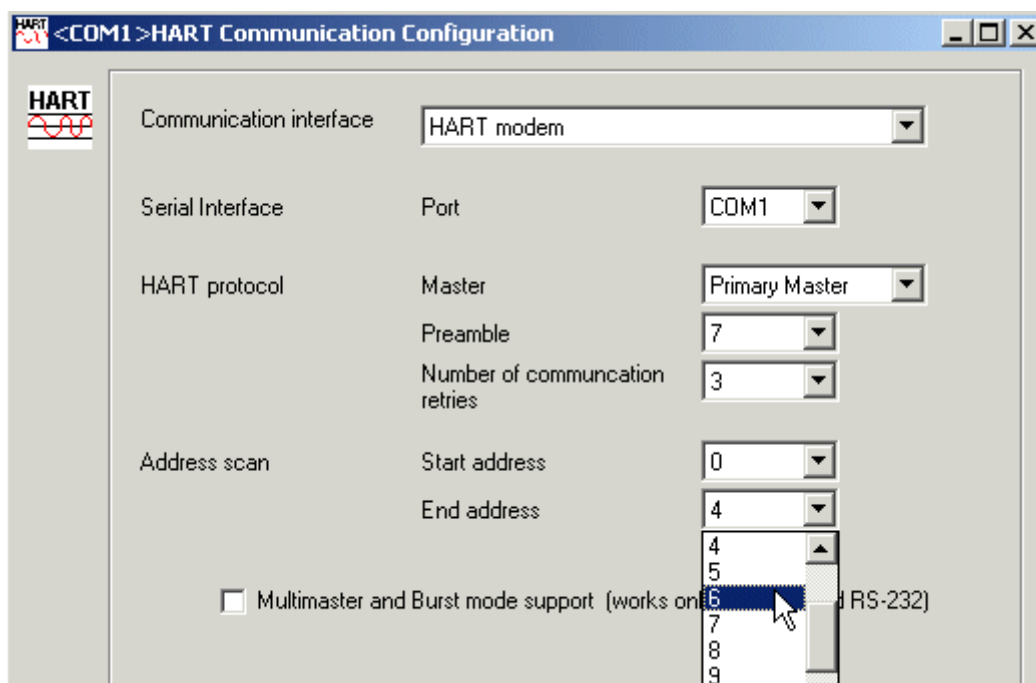 HART <COM1>HART Communication Configuration
HART
Communication interface HART modem
Serial Interface Port COM1
HART protocol Master Primary Master
Preamble 7
Number of communcation
retries 3
Address scan Start address 0
End address 4
4
5
6
7
8
9
Multimaster and Burst mode support (works RS-232)